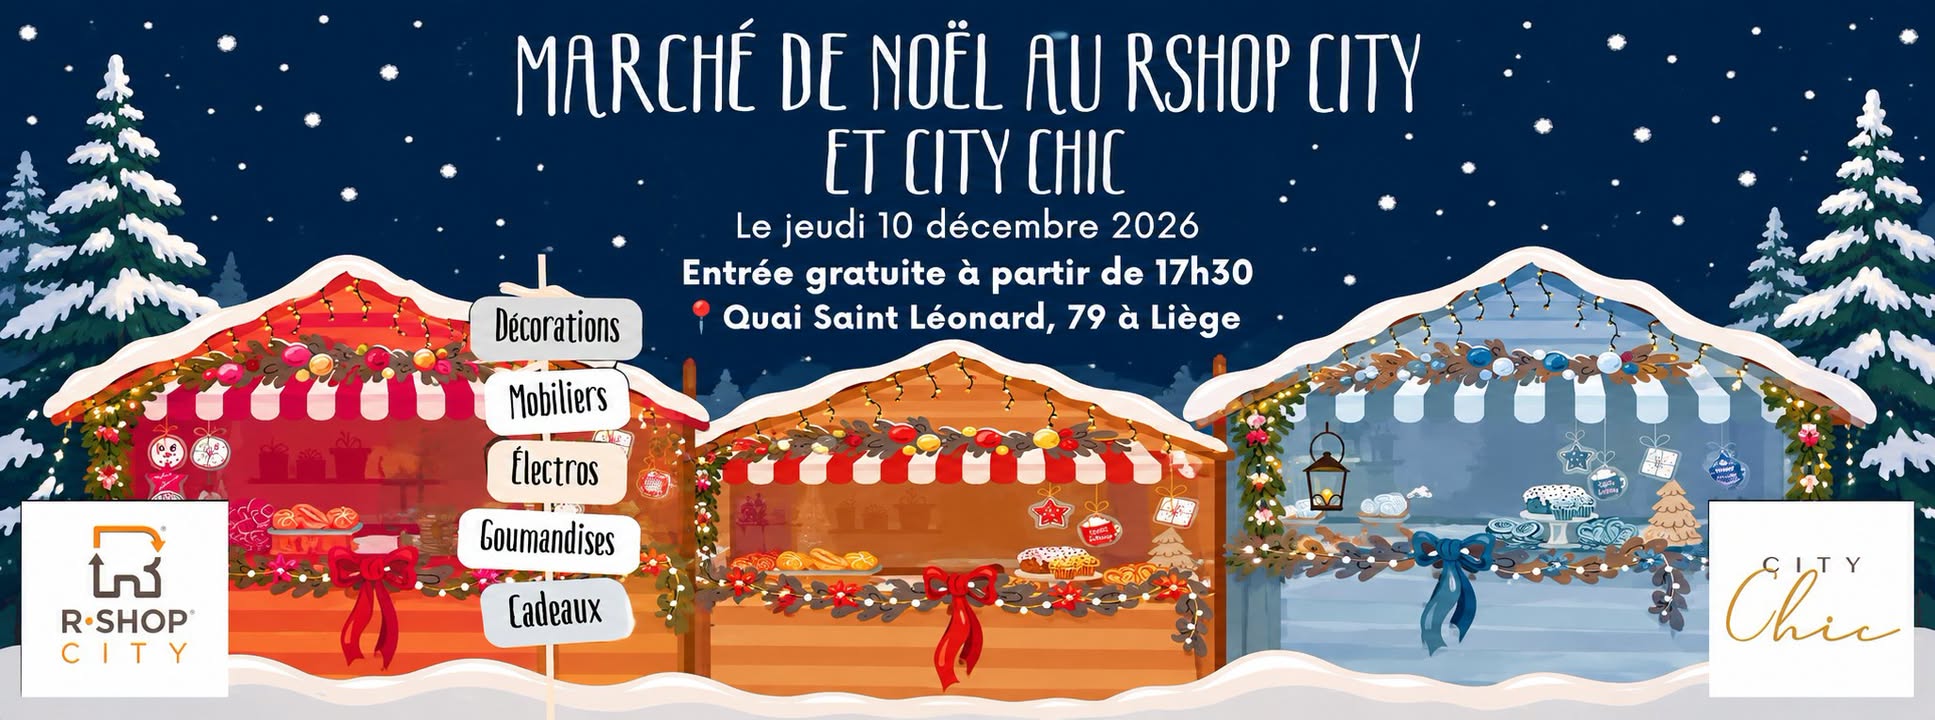 MARCHÉ DE NOËL AU RSHOP CITY
ET CITY CHIC
Le jeudi 10 décembre 2026
Entrée gratuite à partir de 17h30
Quai Saint Léonard, 79 à Liège
Décorations
Mobiliers
Électros
Goumandises
Cadeaux
R•SHOP®
CITY
CITY
Chic